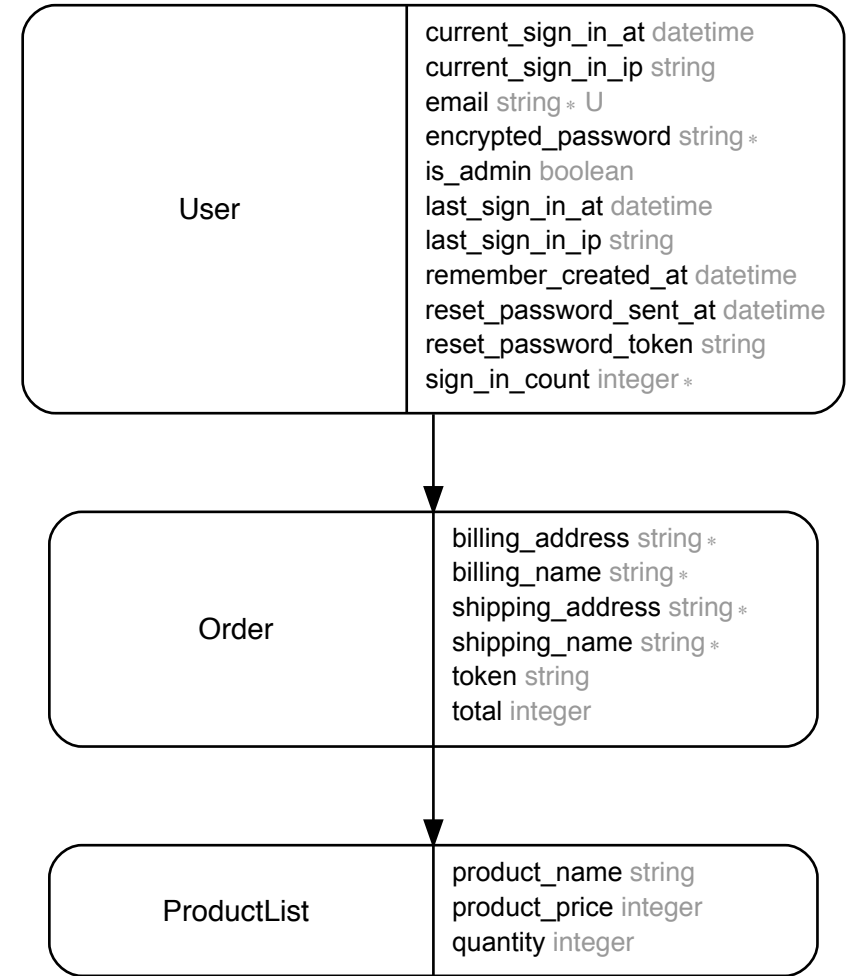 User
current_sign_in_at datetime
current_sign_in_ip string
email string * U
encrypted_password string *
is_admin boolean
last_sign_in_at datetime
last_sign_in_ip string
remember_created_at datetime
reset_password_sent_at datetime
reset_password_token string
sign_in_count integer *
Order
billing_address string *
billing_name string *
shipping_address string *
shipping_name string *
token string
total integer
ProductList
product_name string
product_price integer
quantity integer